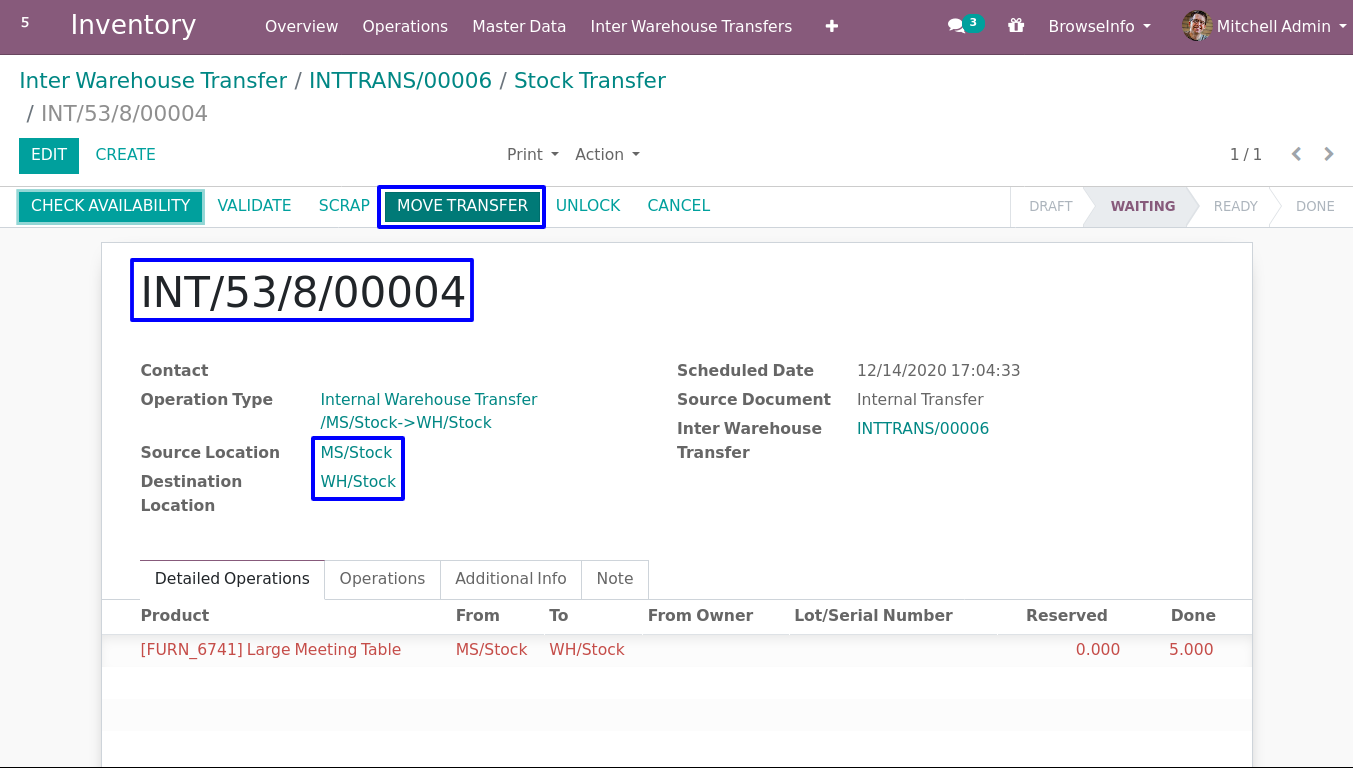 5 Inventory Overview Operations Master Data Inter Warehouse Transfers + 3 BrowseInfo Mitchell Admin
Inter Warehouse Transfer / INTTRANS/00006 / Stock Transfer
/ INT/53/8/00004
EDIT CREATE Print Action 1 / 1
CHECK AVAILABILITY VALIDATE SCRAP MOVE TRANSFER UNLOCK CANCEL DRAFT WAITING READY DONE
INT/53/8/00004
Contact Scheduled Date 12/14/2020 17:04:33
Operation Type Internal Warehouse Transfer Source Document Internal Transfer
/MS/Stock->WH/Stock
Inter Warehouse INTTRANS/00006
Source Location MS/Stock Transfer
Destination WH/Stock
Location
Detailed Operations Operations Additional Info Note
Product From To From Owner Lot/Serial Number Reserved Done
[FURN_6741] Large Meeting Table MS/Stock WH/Stock 0.000 5.000